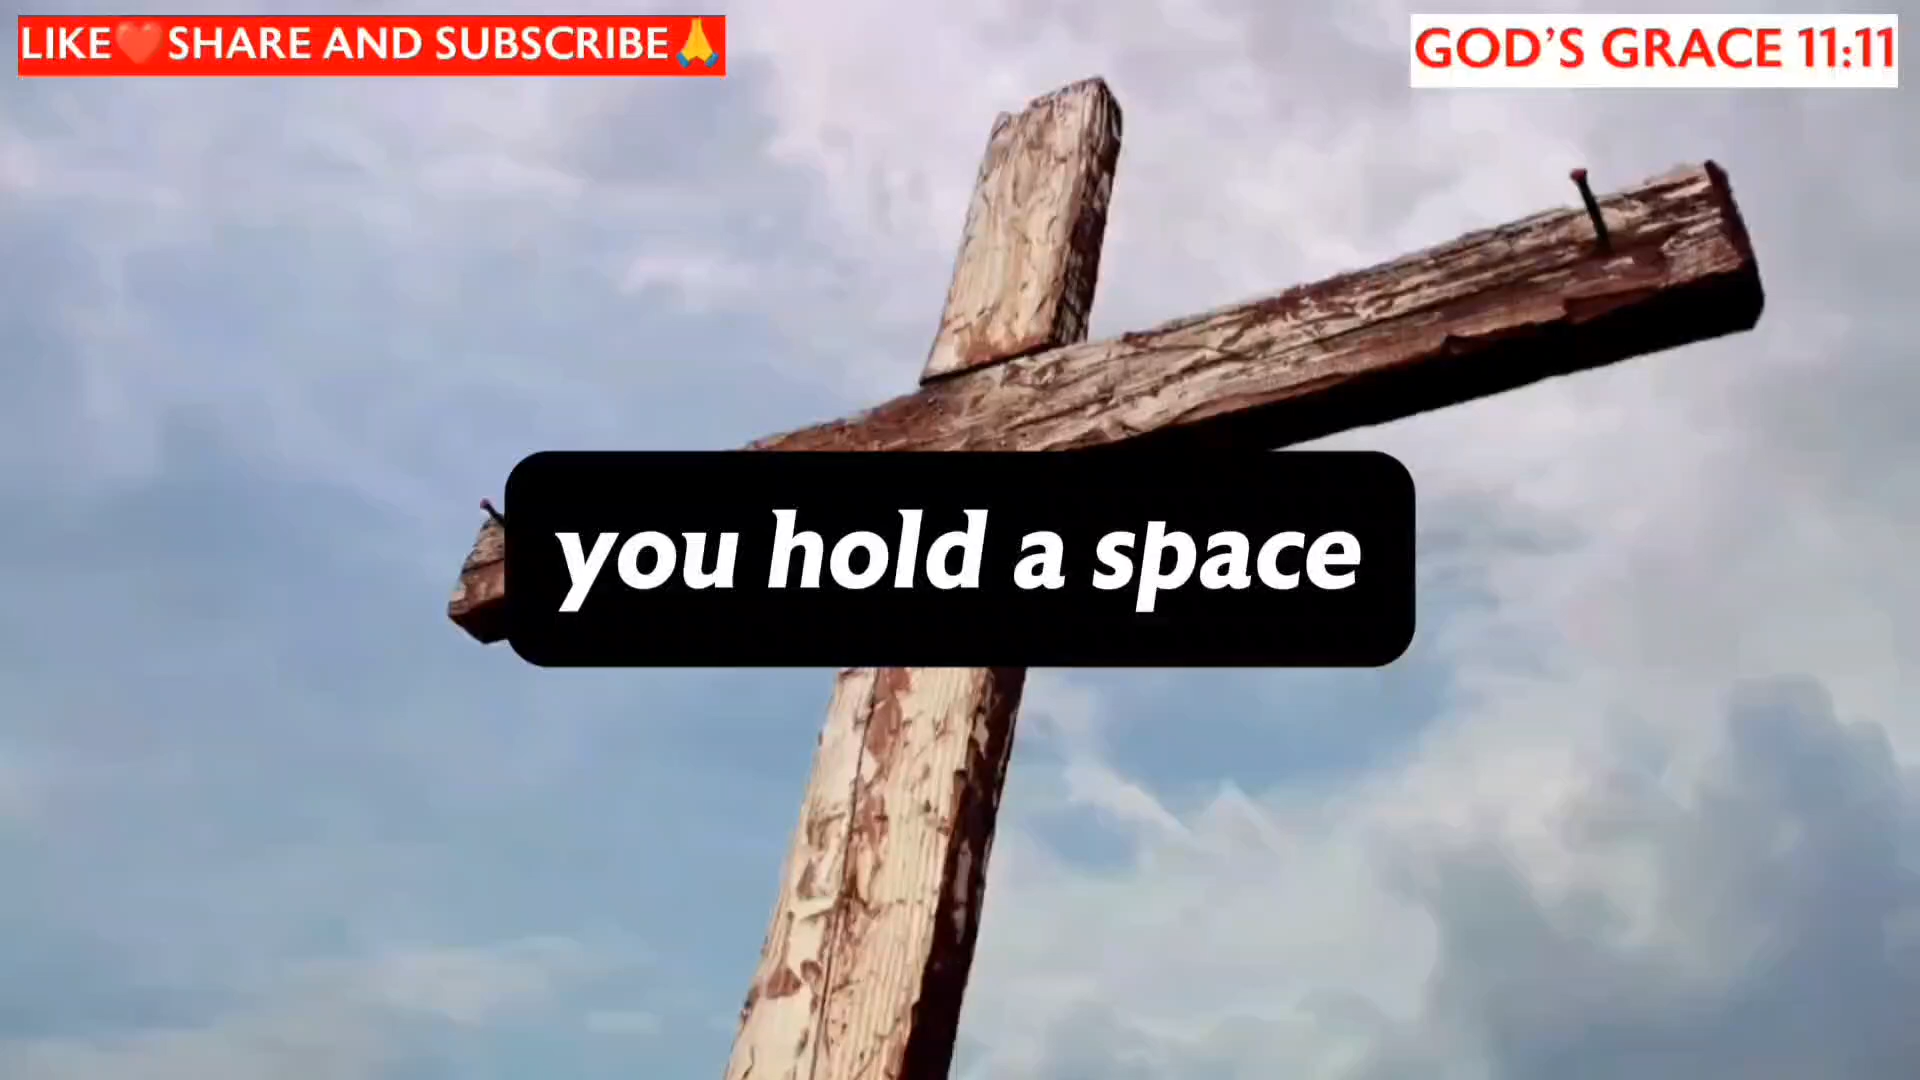 LIKE❤️SHARE AND SUBSCRIBE🙏
GOD'S GRACE 11:11
you hold a space